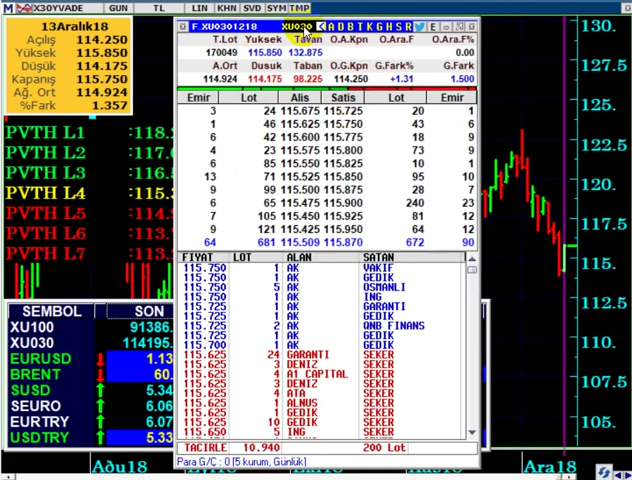 X30YVADE GUN TL LIN KHN SVD SYM TMP
13Aralık18
Açılış 114.250
Yüksek 115.850
Düşük 114.175
Kapanış 115.750
Ağ. Ort 114.924
%Fark 1.357
PVTH L1 :118.
PVTH L2 :117.
PVTH L3 :116.
PVTH L4 :115.
PVTH L5 :114.
PVTH L6 :113.
PVTH L7 :113.
SEMBOL SON
XU100 91386.
XU030 114195.
EURUSD 1.13
BRENT 60.
SUSD 5.34
SEURO 6.06
EURTRY 6.07
USDTRY 5.33
F_XU0301218 XU030 K A D B T K G H S R E
T.Lot Yuksek Tavan O.A.Kpn O.Ara.F O.Ara.F%
170049 115.850 132.875 0.00
A.Ort Dusuk Taban O.G.Kpn G.Fark% G.Fark
114.924 114.175 98.225 114.250 +1.31 1.500
Emir Lot Alis Satis Lot Emir
3 24 115.675 115.725 20 1
1 46 115.625 115.750 43 6
6 42 115.600 115.775 18 9
4 23 115.575 115.800 73 9
6 85 115.550 115.825 10 1
13 71 115.525 115.850 95 10
9 99 115.500 115.875 28 7
6 65 115.475 115.900 240 23
7 105 115.450 115.925 81 12
9 121 115.425 115.950 64 12
64 681 115.509 115.870 672 90
FIYAT LOT ALAN SATAN
115.750 1 AK VAKIF
115.750 1 AK GEDIK
115.750 5 AK OSMANLI
115.750 1 AK ING
115.725 1 AK GARANTI
115.725 1 AK GEDIK
115.725 2 AK QNB FINANS
115.725 1 AK GEDIK
115.700 1 AK GEDIK
115.625 24 GARANTI SEKER
115.625 3 DENIZ SEKER
115.625 4 A1 CAPITAL SEKER
115.625 3 DENIZ SEKER
115.625 4 ATA SEKER
115.625 1 ALNUS SEKER
115.625 1 GEDIK SEKER
115.625 10 GEDIK SEKER
115.625 5 ING SEKER
TACIRLE 10.940 200 Lot
Para G/Ç : 0 [5 kurum, Günlük]
130.
127.5
125.
122.5
120.
117.5
115.
112.5
110.
107.5
105.
Aðu18
Ara18